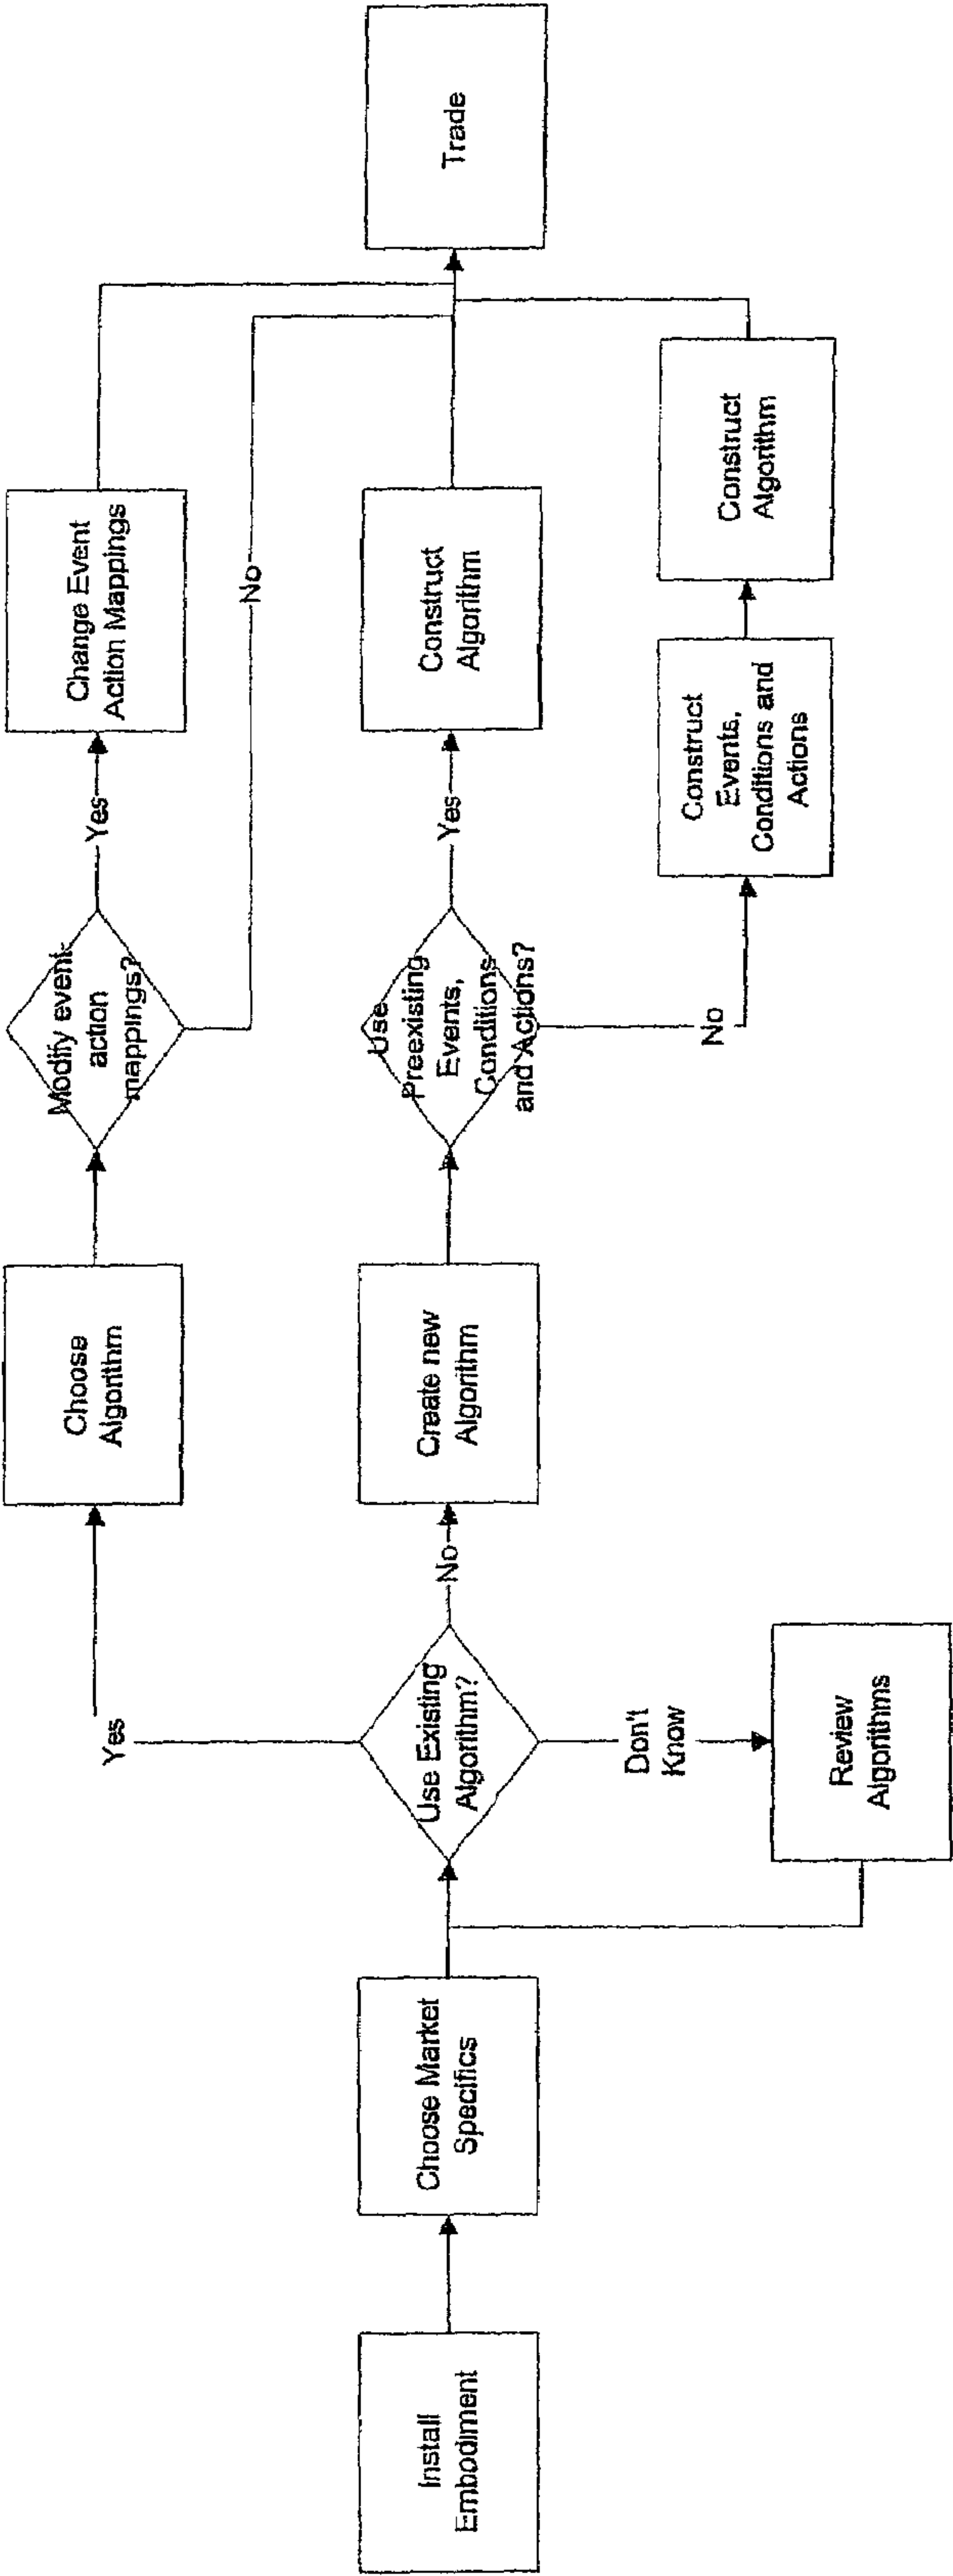 Install
Embodiment
Choose Market
Specifics
Use Existing
Algorithm?
Yes
No
Don't
Know
Review
Algorithms
Choose
Algorithm
Create new
Algorithm
Modify event-
action
mappings?
Yes
No
Use
Preexisting
Events,
Conditions
and Actions?
Yes
No
Change Event
Action Mappings
Construct
Algorithm
Construct
Events,
Conditions and
Actions
Construct
Algorithm
Trade